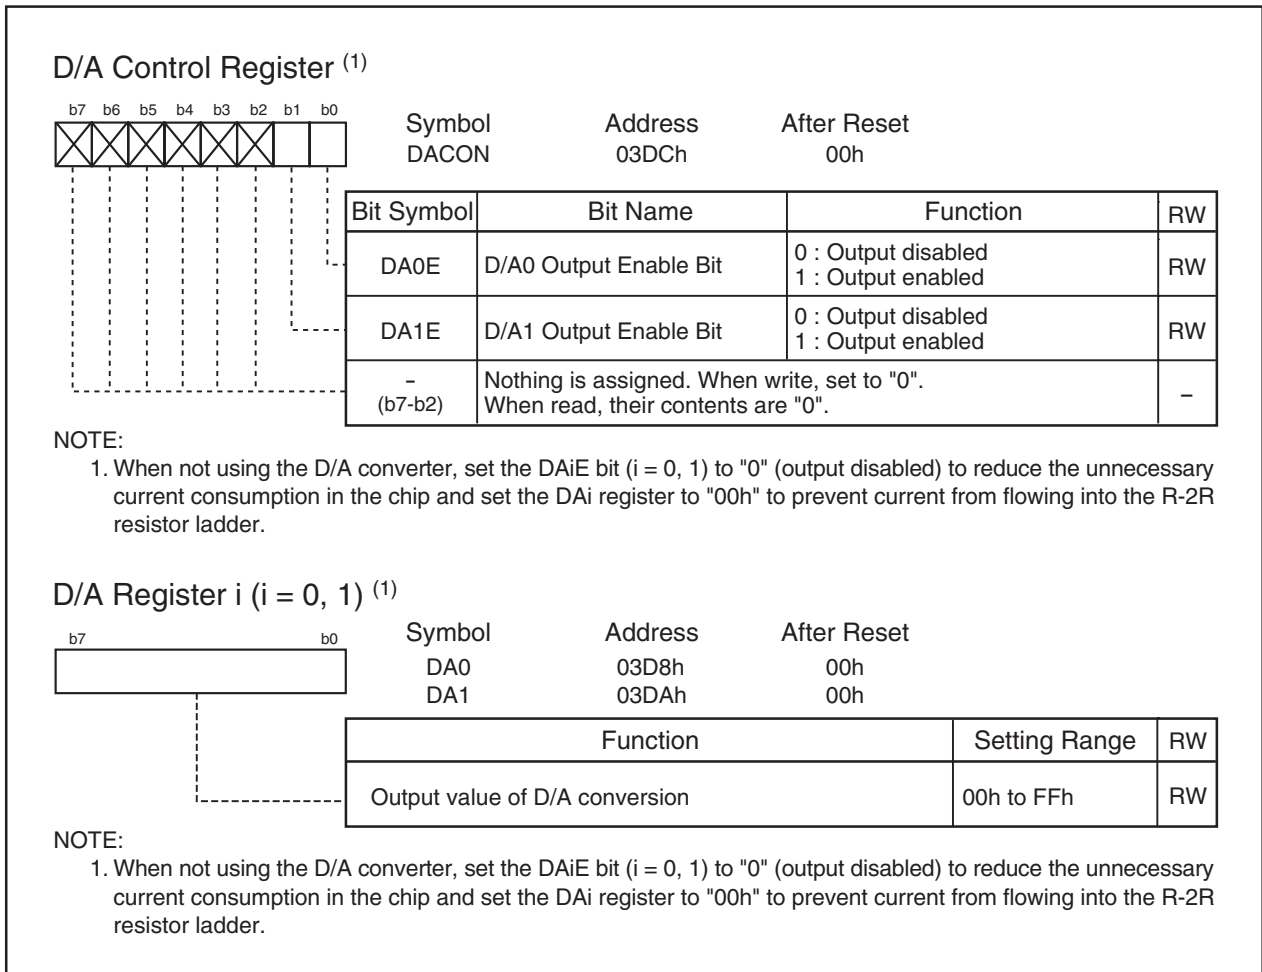 D/A Control Register (1)
b7 b6 b5 b4 b3 b2 b1 b0
Symbol Address After Reset
DACON 03DCh 00h
Bit Symbol Bit Name Function RW
DA0E D/A0 Output Enable Bit 0 : Output disabled
1 : Output enabled RW
DA1E D/A1 Output Enable Bit 0 : Output disabled
1 : Output enabled RW
– (b7-b2) Nothing is assigned. When write, set to "0".
When read, their contents are "0". –
NOTE:
1. When not using the D/A converter, set the DAiE bit (i = 0, 1) to "0" (output disabled) to reduce the unnecessary
current consumption in the chip and set the DAi register to "00h" to prevent current from flowing into the R-2R
resistor ladder.
D/A Register i (i = 0, 1) (1)
b7 b0
Symbol Address After Reset
DA0 03D8h 00h
DA1 03DAh 00h
Function Setting Range RW
Output value of D/A conversion 00h to FFh RW
NOTE:
1. When not using the D/A converter, set the DAiE bit (i = 0, 1) to "0" (output disabled) to reduce the unnecessary
current consumption in the chip and set the DAi register to "00h" to prevent current from flowing into the R-2R
resistor ladder.